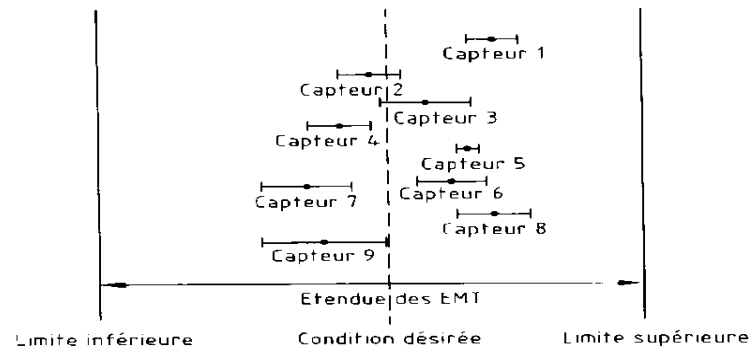 Capteur 1
Capteur 2
Capteur 3
Capteur 4
Capteur 5
Capteur 6
Capteur 7
Capteur 8
Capteur 9
Etendue des EMT
Limite inférieure
Condition désirée
Limite supérieure